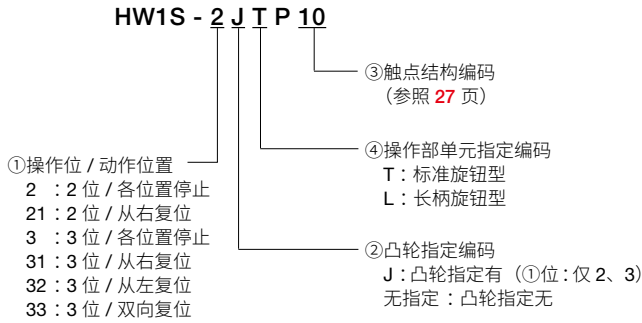 HW1S - 2 J T P 10
③触点结构编码
（参照 27 页）
④操作部单元指定编码
T：标准旋钮型
L：长柄旋钮型
②凸轮指定编码
J：凸轮指定有（①位：仅 2、3）
无指定：凸轮指定无
①操作位 / 动作位置
2 ：2 位 / 各位置停止
21：2 位 / 从右复位
3 ：3 位 / 各位置停止
31：3 位 / 从右复位
32：3 位 / 从左复位
33：3 位 / 双向复位